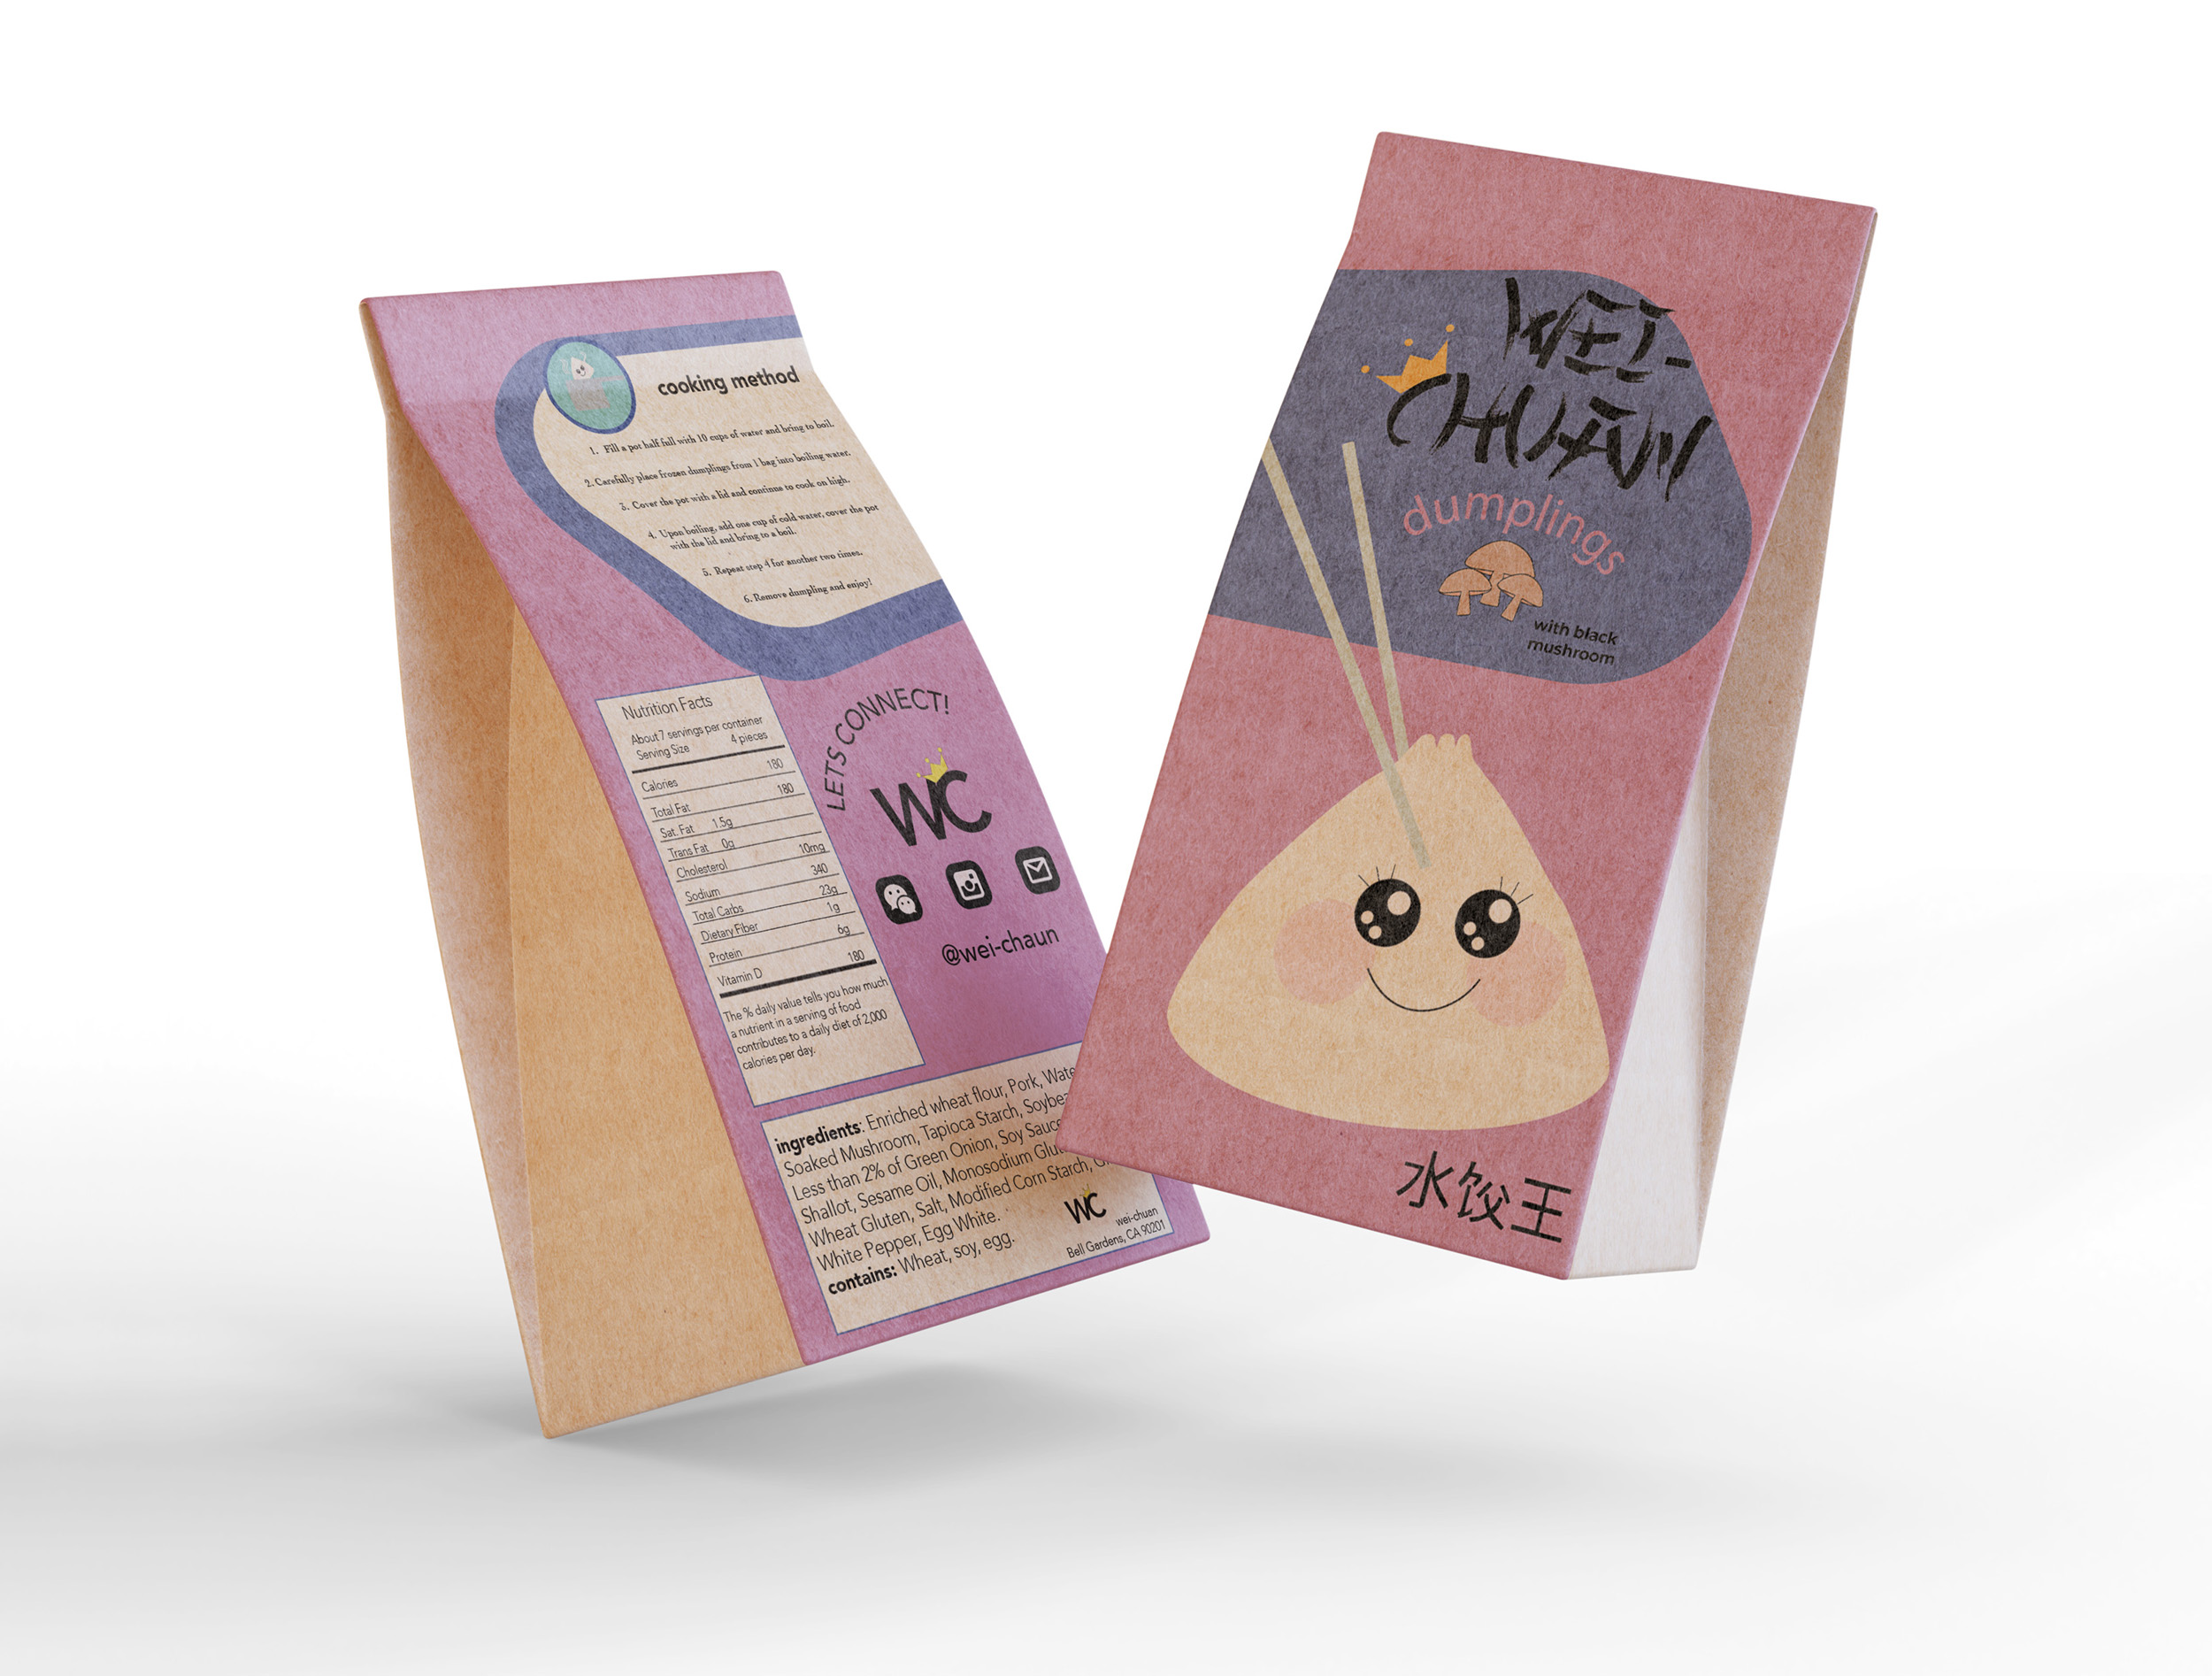 cooking method
1. Fill a pot half full with 10 cups of water and bring to boil.
2. Carefully place frozen dumplings from 1 bag into boiling water.
3. Cover the pot with a lid and continue to cook on high.
4. Upon boiling, add one cup of cold water, cover the pot
with the lid and bring to a boil.
5. Repeat step 4 for another two times.
6. Remove dumpling and enjoy!
Nutrition Facts
About 7 servings per container
Serving Size 4 pieces
Calories 180
Total Fat 180
Sat. Fat 1.5g
Trans Fat 0g
Cholesterol 10mg
Sodium 340
Total Carbs 23g
Dietary Fiber 1g
Protein 6g
Vitamin D 180
The % daily value tells you how much
a nutrient in a serving of food
contributes to a daily diet of 2,000
calories per day.
LETS CONNECT!
WC
@wei-chaun
ingredients: Enriched wheat flour, Pork,
Soaked Mushroom, Tapioca Starch,
Less than 2% of Green Onion, Soy Sauce
Shallot, Sesame Oil, Monosodium
Wheat Gluten, Salt, Modified Corn Starch,
White Pepper, Egg White.
contains: Wheat, soy, egg.
WC
wei-chuan
Bell Gardens, CA 90201
WEI-
CHUAN
dumplings
with black
mushroom
水饺王